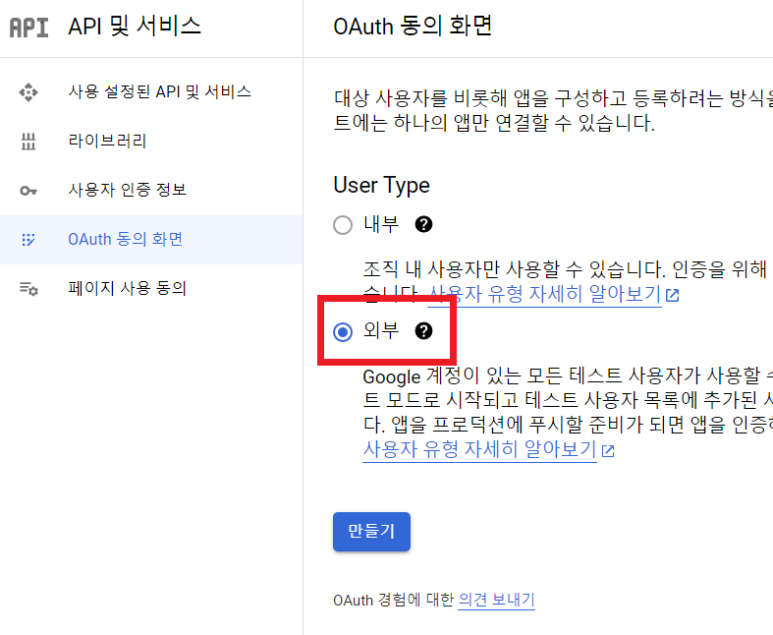 API API 및 서비스
사용 설정된 API 및 서비스
라이브러리
사용자 인증 정보
OAuth 동의 화면
페이지 사용 동의
OAuth 동의 화면
대상 사용자를 비롯해 앱을 구성하고 등록하려는 방식을
트에는 하나의 앱만 연결할 수 있습니다.
User Type
내부
조직 내 사용자만 사용할 수 있습니다. 인증을 위해
습니다. 사용자 유형 자세히 알아보기
외부
Google 계정이 있는 모든 테스트 사용자가 사용할
트 모드로 시작되고 테스트 사용자 목록에 추가된
다. 앱을 프로덕션에 푸시할 준비가 되면 앱을
사용자 유형 자세히 알아보기
만들기
OAuth 경험에 대한 의견 보내기